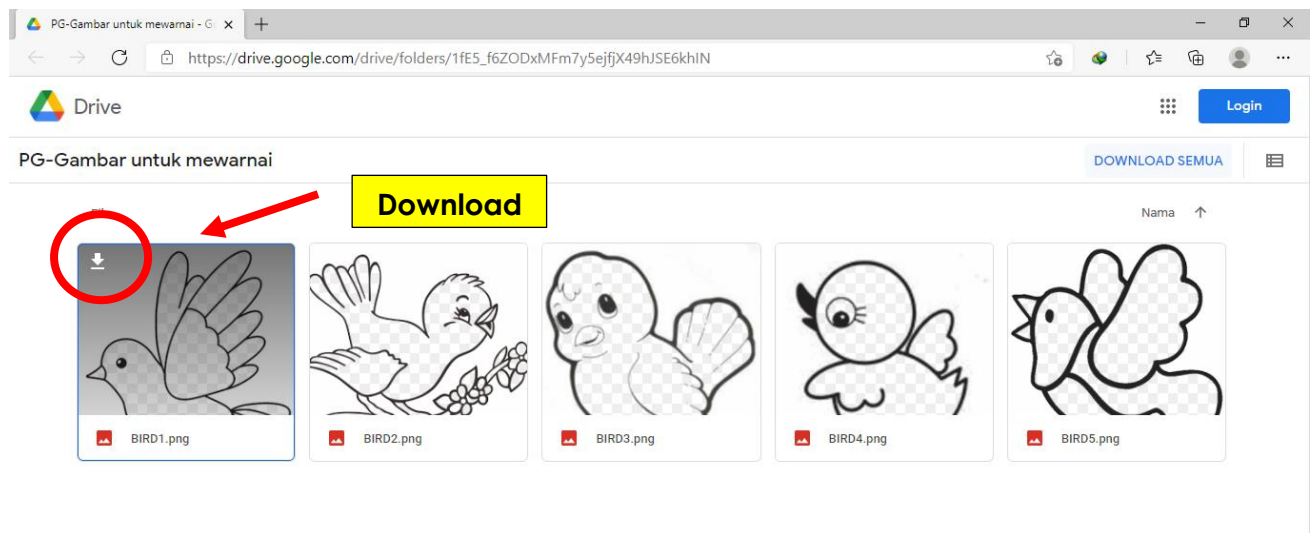 PG-Gambar untuk mewarnai - G
https://drive.google.com/drive/folders/1fE5_f6ZODxMFm7y5ejfjX49hJSE6khIN
Drive
Login
PG-Gambar untuk mewarnai
DOWNLOAD SEMUA
Download
Nama
BIRD1.png
BIRD2.png
BIRD3.png
BIRD4.png
BIRD5.png